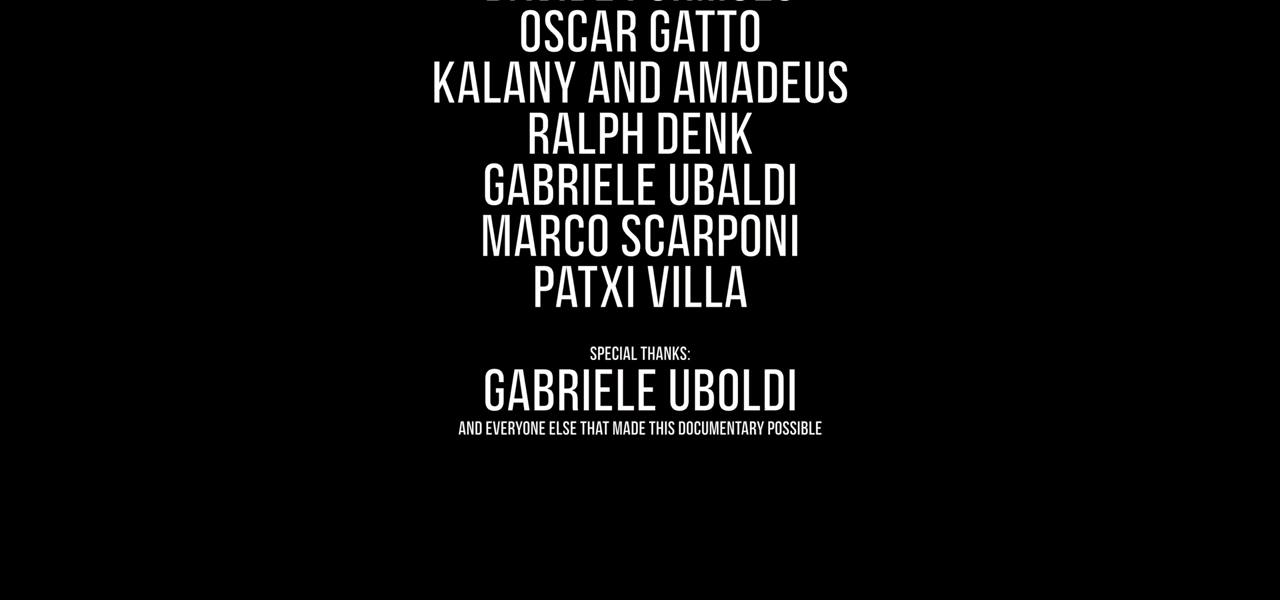 OSCAR GATTO
KALANY AND AMADEUS
RALPH DENK
GABRIELE UBALDI
MARCO SCARPONI
PATXI VILLA
SPECIAL THANKS:
GABRIELE UBOLDI
AND EVERYONE ELSE THAT MADE THIS DOCUMENTARY POSSIBLE